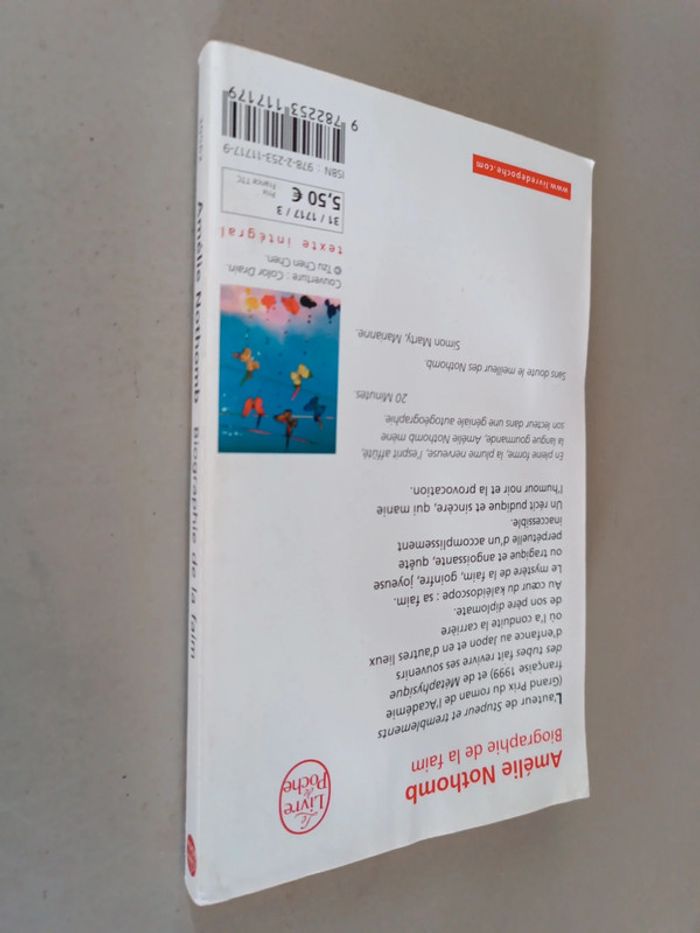 Amélie Nothomb
Biographie de la faim
Le
Livre
de
Poche
L'auteur de Stupeur et tremblements
(Grand Prix du roman de l'Académie
française 1999) et de Métaphysique
des tubes fait revivre ses souvenirs
d'enfance au Japon et en d'autres lieux
où l'a conduite la carrière
de son père diplomate.
Au cœur du kaléidoscope : sa faim.
Le mystère de la faim, goinfre, joyeuse
ou tragique et angoissante, quête
perpétuelle d'un accomplissement
inaccessible.
Un récit pudique et sincère, qui manie
l'humour noir et la provocation.
En pleine forme, la plume nerveuse, l'esprit affûté,
la langue gourmande, Amélie Nothomb mène
son lecteur dans une géniale autogéographie.
20 Minutes.
Sans doute le meilleur des Nothomb.
Simon Marty, Marianne.
Couverture : Color Drain.
© Tzu Chen Chen.
texte intégral
31 / 1717 / 3
5,50 €
Prix
France TTC
ISBN : 978-2-253-11717-9
9 782253 117179
www.livredepoche.com
Amélie Nothomb Biographie de la faim